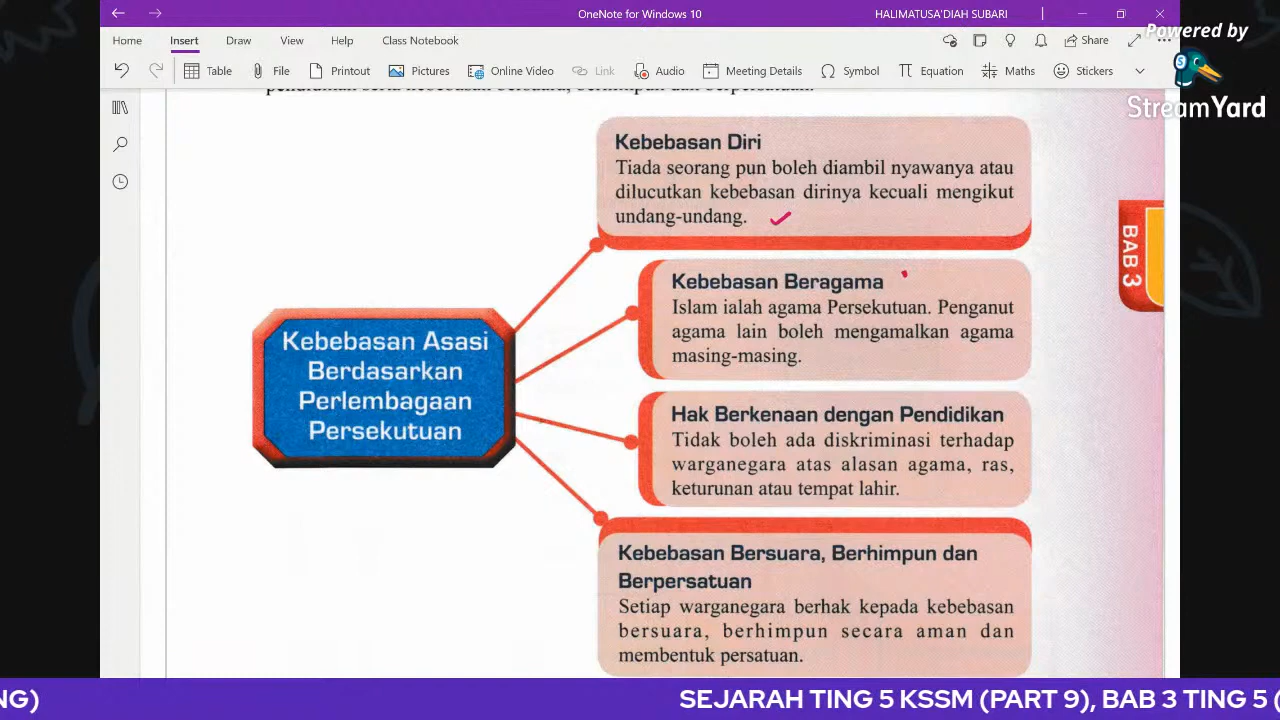 OneNote for Windows 10
HALIMATUSA'DIAH SUBARI
Powered by
StreamYard
Home
Insert
Draw
View
Help
Class Notebook
Share
Table
File
Printout
Pictures
Online Video
Link
Audio
Meeting Details
Symbol
Equation
Maths
Stickers
Kebebasan Asasi
Berdasarkan
Perlembagaan
Persekutuan
Kebebasan Diri
Tiada seorang pun boleh diambil nyawanya atau
dilucutkan kebebasan dirinya kecuali mengikut
undang-undang.
Kebebasan Beragama
Islam ialah agama Persekutuan. Penganut
agama lain boleh mengamalkan agama
masing-masing.
Hak Berkenaan dengan Pendidikan
Tidak boleh ada diskriminasi terhadap
warganegara atas alasan agama, ras,
keturunan atau tempat lahir.
Kebebasan Bersuara, Berhimpun dan
Berpersatuan
Setiap warganegara berhak kepada kebebasan
bersuara, berhimpun secara aman dan
membentuk persatuan.
BAB 3
NG)
SEJARAH TING 5 KSSM (PART 9), BAB 3 TING 5 (